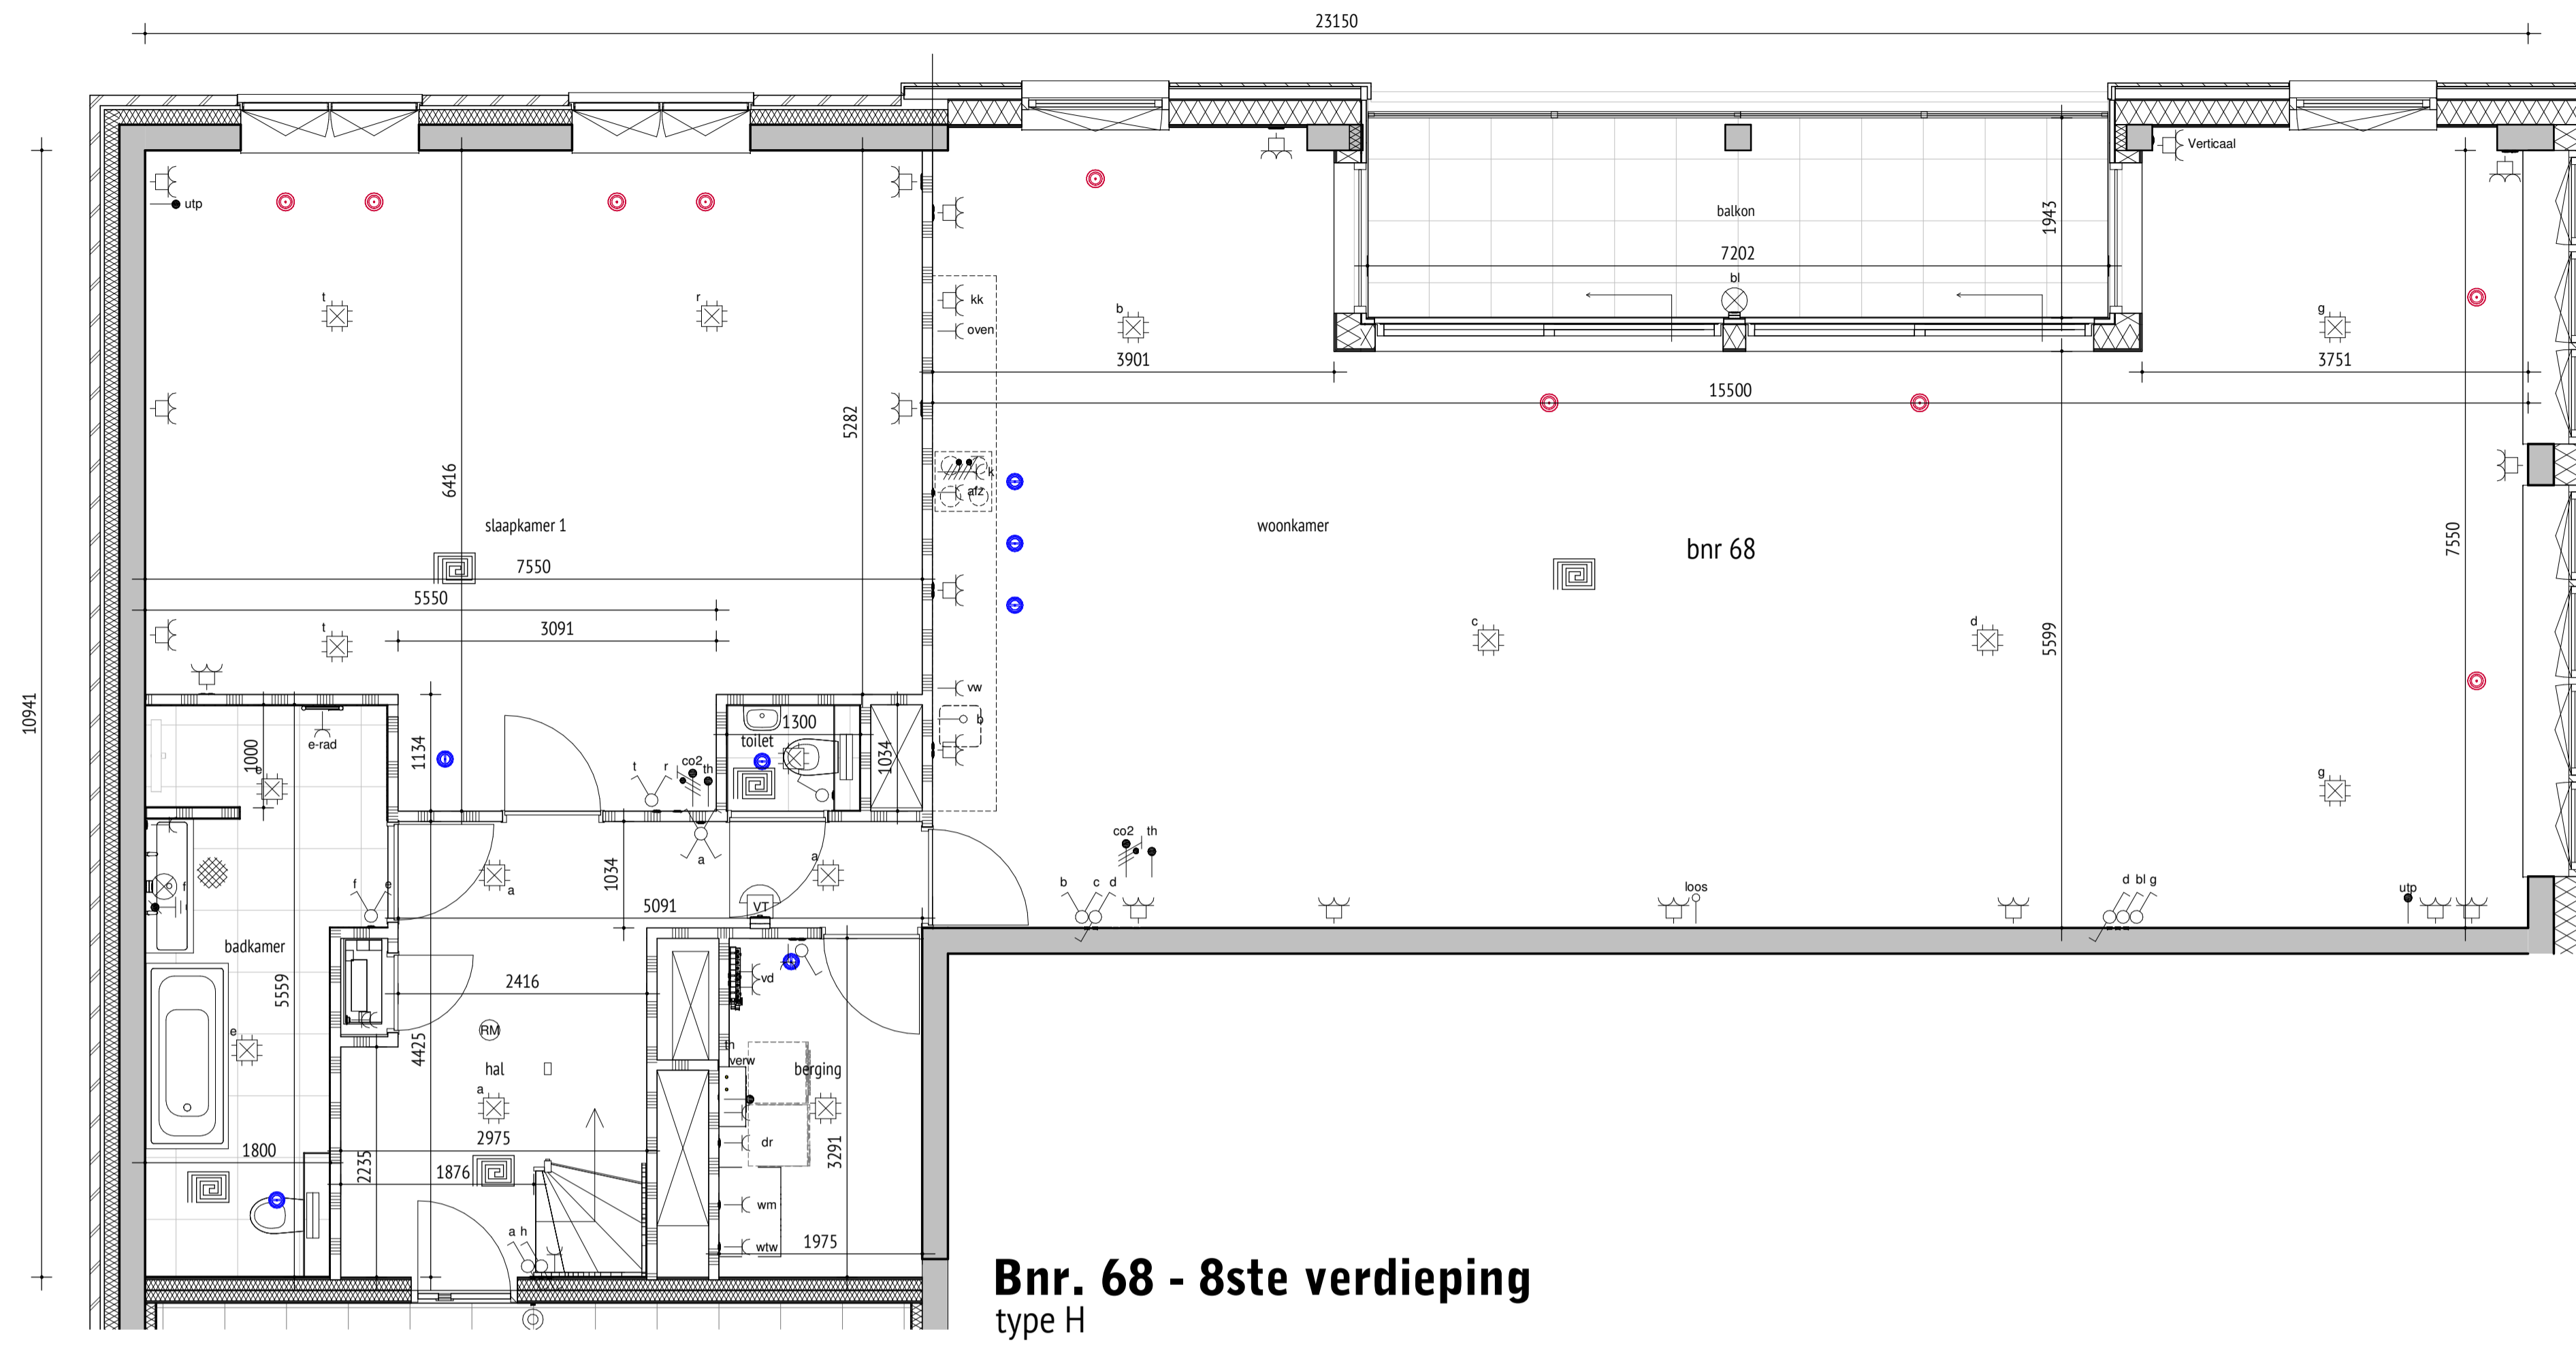 23150
Verticaal
utp
balkon
1943
7202
bl
kk
t
r
b
g
oven
3901
3751
15500
5282
6416
k
afz
slaapkamer 1
woonkamer
bnr 68
7550
7550
5550
3091
t
c
d
5599
vw
10941
b
1300
toilet
e-rad
1000
1134
1034
e
t
r
co2
th
g
co2
th
a
a
f
e
a
1034
f
b
c
d
loos
d
bl
g
utp
VT
5091
badkamer
5559
2416
vd
e
RM
4425
hal
th
verw
berging
a
dr
1800
2975
2235
1876
3291
wm
a
h
wtw
1975
Bnr. 68 - 8ste verdieping
type H